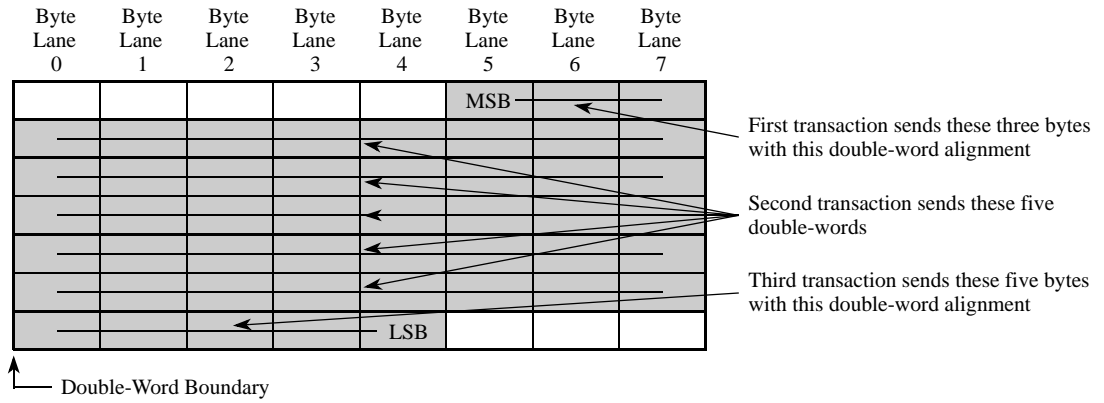 Byte Lane 0
Byte Lane 1
Byte Lane 2
Byte Lane 3
Byte Lane 4
Byte Lane 5
Byte Lane 6
Byte Lane 7
MSB
First transaction sends these three bytes
with this double-word alignment
Second transaction sends these five
double-words
Third transaction sends these five bytes
with this double-word alignment
LSB
Double-Word Boundary